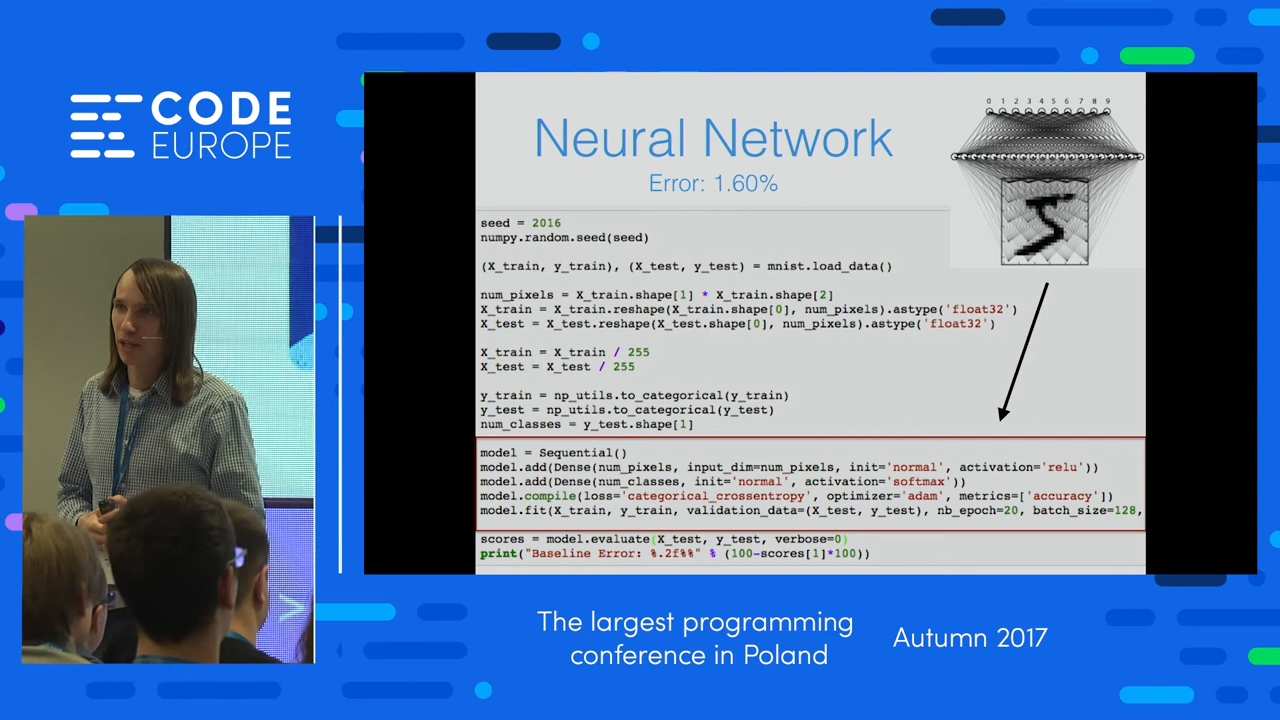 CODE
EUROPE
Neural Network
Error: 1.60%
0 1 2 3 4 5 6 7 8 9
seed = 2016
numpy.random.seed(seed)
(X_train, y_train), (X_test, y_test) = mnist.load_data()
num_pixels = X_train.shape[1] * X_train.shape[2]
X_train = X_train.reshape(X_train.shape[0], num_pixels).astype('float32')
X_test = X_test.reshape(X_test.shape[0], num_pixels).astype('float32')
X_train = X_train / 255
X_test = X_test / 255
y_train = np_utils.to_categorical(y_train)
y_test = np_utils.to_categorical(y_test)
num_classes = y_test.shape[1]
model = Sequential()
model.add(Dense(num_pixels, input_dim=num_pixels, init='normal', activation='relu'))
model.add(Dense(num_classes, init='normal', activation='softmax'))
model.compile(loss='categorical_crossentropy', optimizer='adam', metrics=['accuracy'])
model.fit(X_train, y_train, validation_data=(X_test, y_test), nb_epoch=20, batch_size=128,
scores = model.evaluate(X_test, y_test, verbose=0)
print("Baseline Error: %.2f%%" % (100-scores[1]*100))
The largest programming
conference in Poland
Autumn 2017